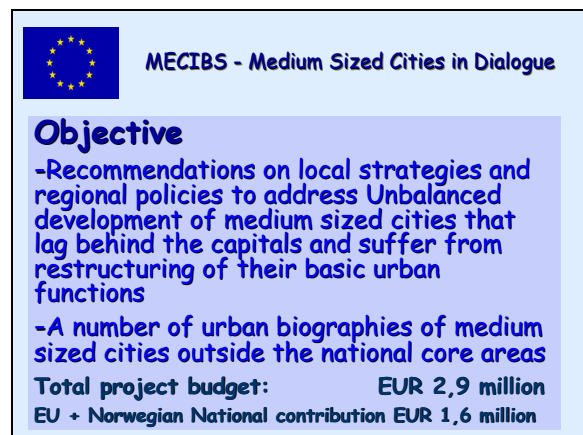 MECIBS - Medium Sized Cities in Dialogue
Objective
-Recommendations on local strategies and
regional policies to address Unbalanced
development of medium sized cities that
lag behind the capitals and suffer from
restructuring of their basic urban
functions
-A number of urban biographies of medium
sized cities outside the national core areas
Total project budget: EUR 2,9 million
EU + Norwegian National contribution EUR 1,6 million